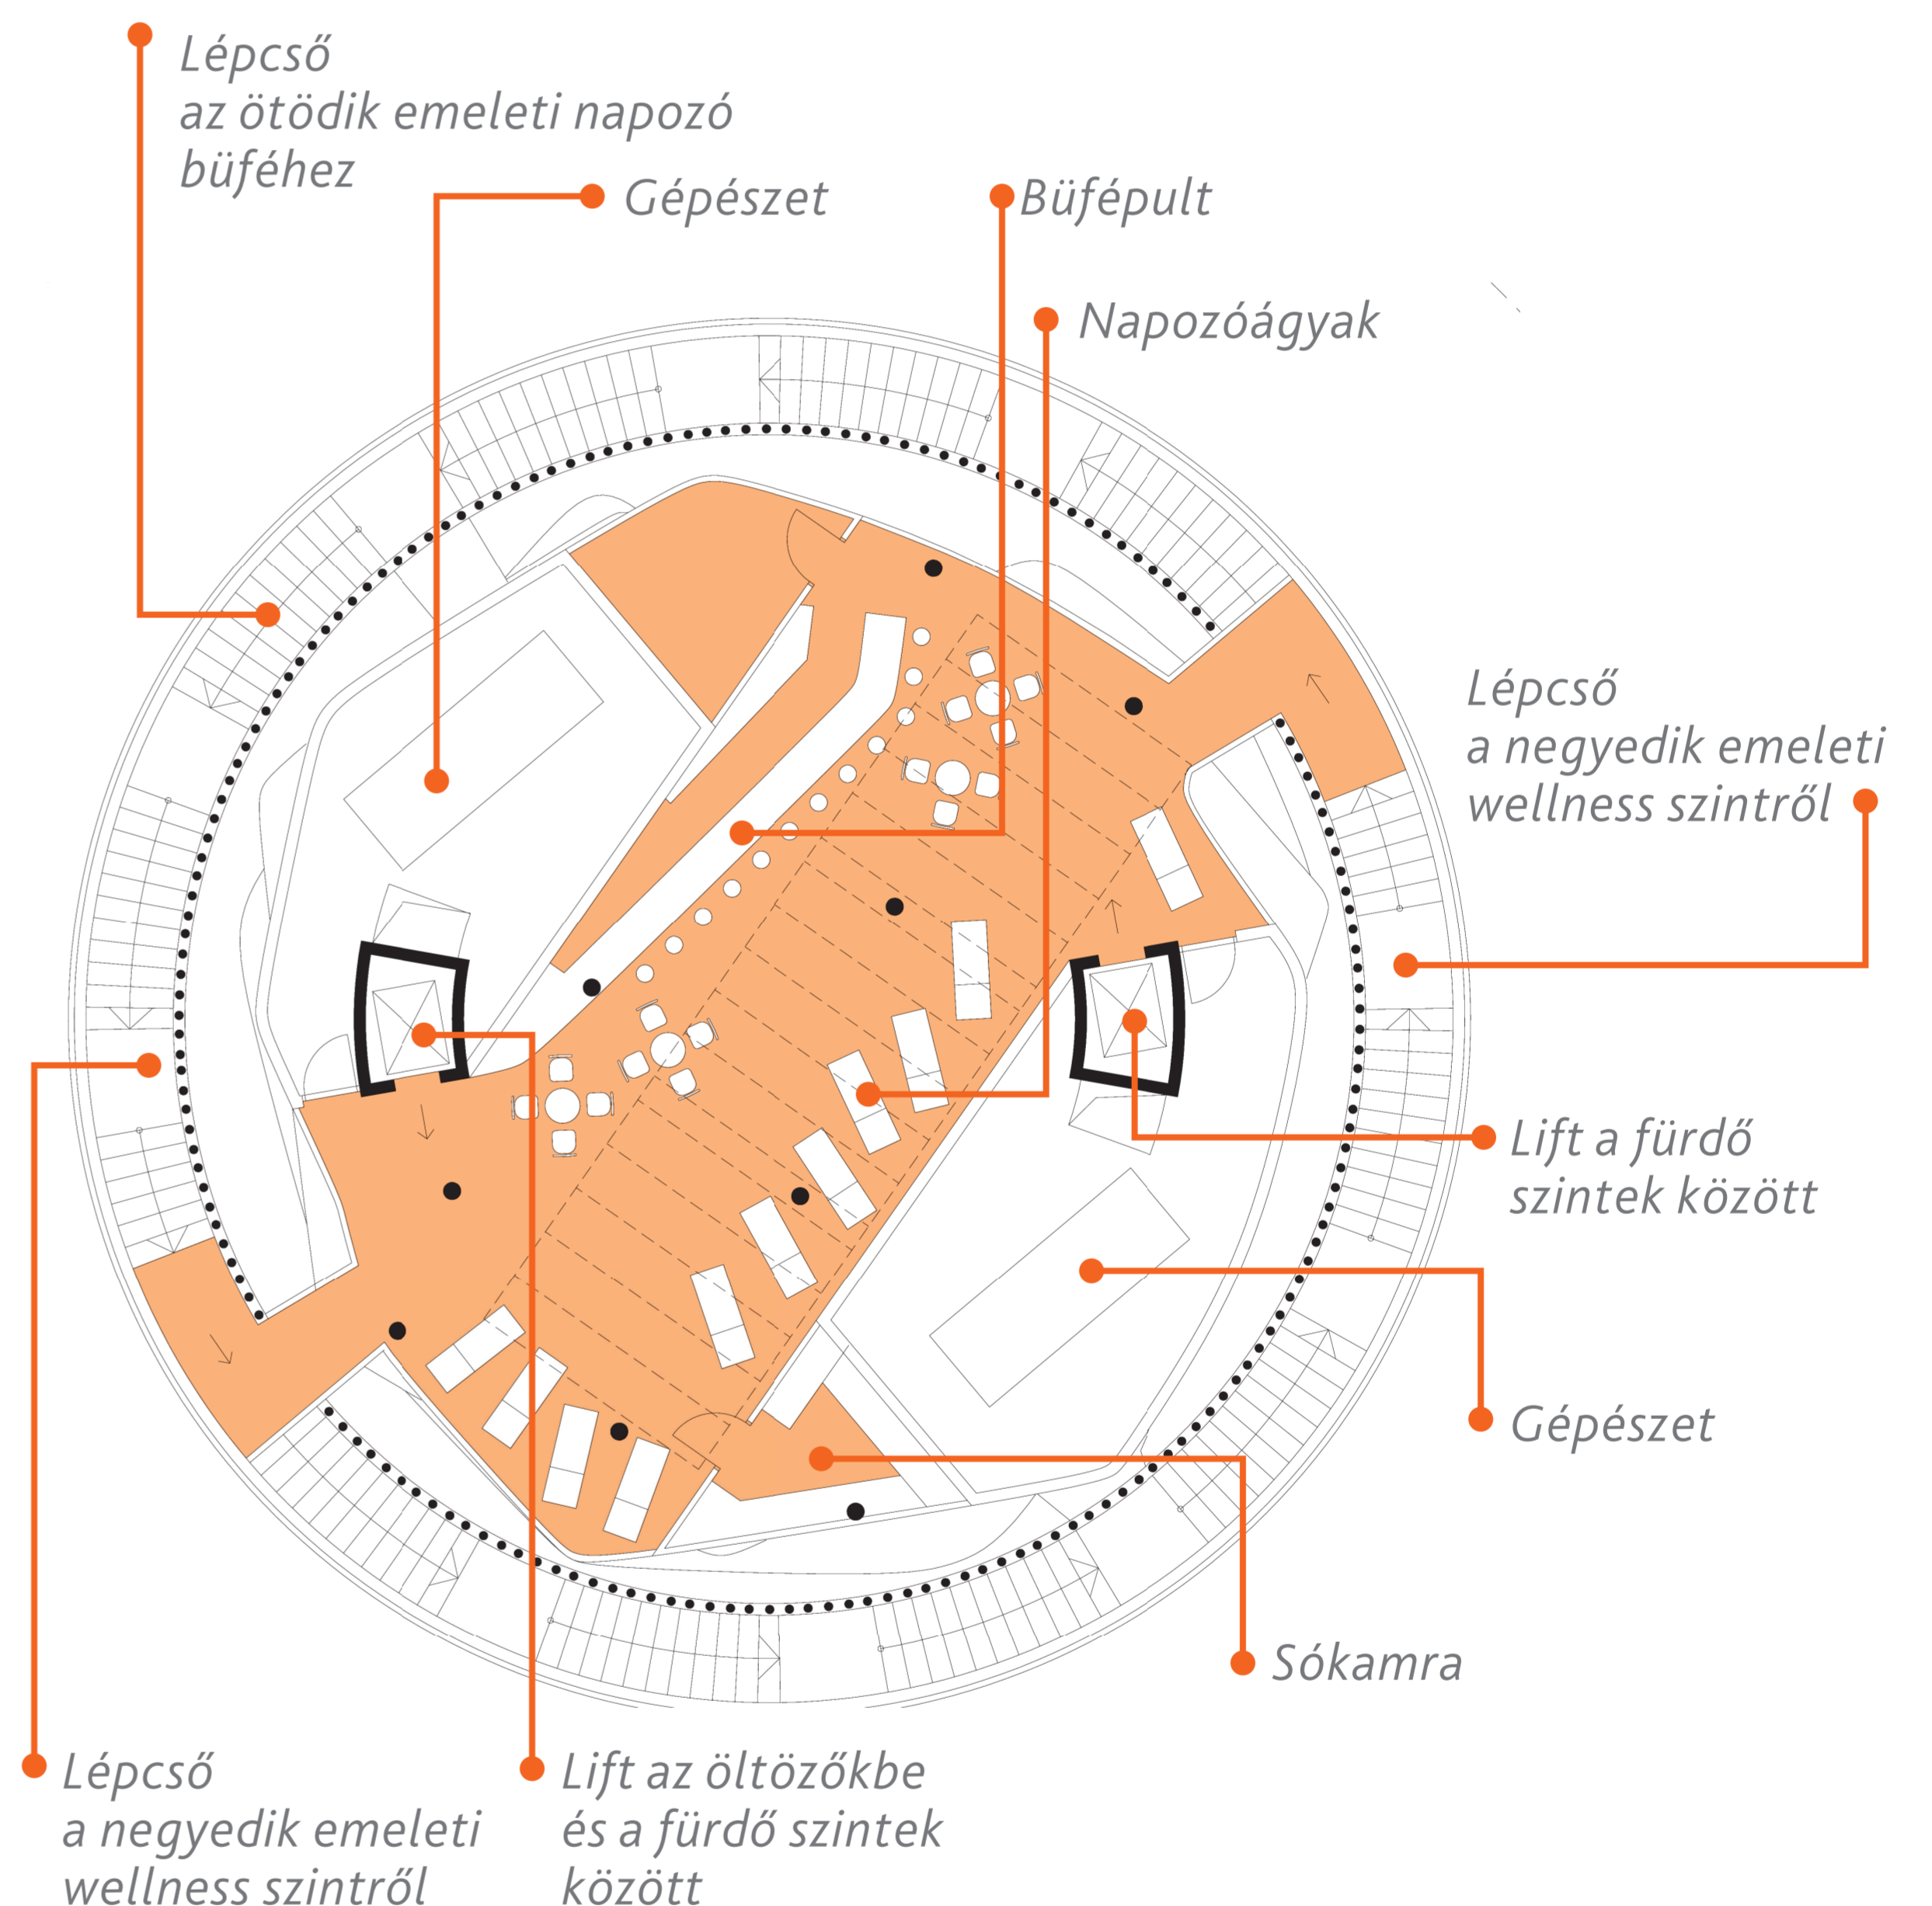 Lépcső
az ötödik emeleti napozó
büféhez
Gépészet
Büfépult
Napozóágyak
Lépcső
a negyedik emeleti
wellness szintről
Lift a fürdő
szintek között
Gépészet
Sókamra
Lépcső
a negyedik emeleti
wellness szintről
Lift az öltözőkbe
és a fürdő szintek
között